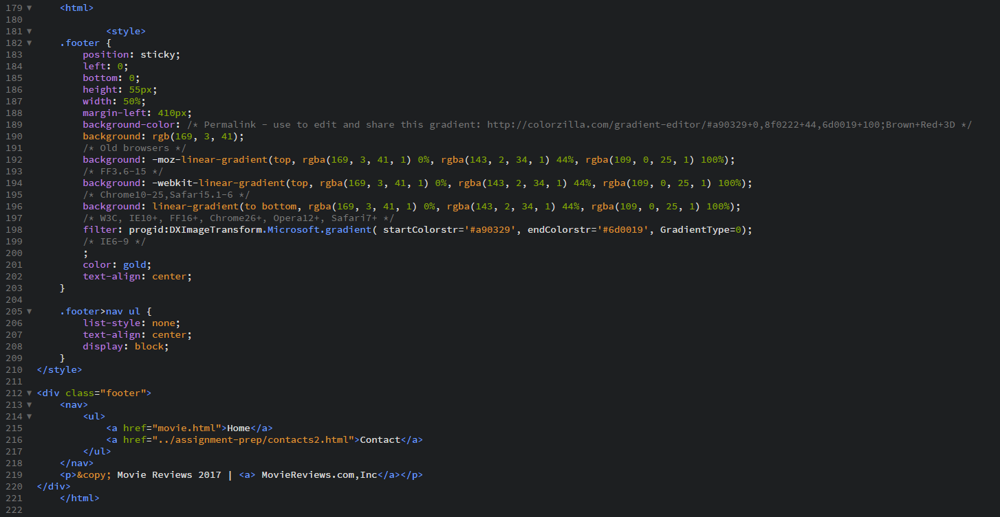 179 ▼ <html>
180
181 ▼ <style>
182 ▼ .footer {
183 position: sticky;
184 left: 0;
185 bottom: 0;
186 height: 55px;
187 width: 50%;
188 margin-left: 410px;
189 background-color: /* Permalink - use to edit and share this gradient: http://colorzilla.com/gradient-editor/#a90329+0,8f0222+44,6d0019+100;Brown+Red+3D */
190 background: rgb(169, 3, 41);
191 /* Old browsers */
192 background: -moz-linear-gradient(top, rgba(169, 3, 41, 1) 0%, rgba(143, 2, 34, 1) 44%, rgba(109, 0, 25, 1) 100%);
193 /* FF3.6-15 */
194 background: -webkit-linear-gradient(top, rgba(169, 3, 41, 1) 0%, rgba(143, 2, 34, 1) 44%, rgba(109, 0, 25, 1) 100%);
195 /* Chrome10-25,Safari5.1-6 */
196 background: linear-gradient(to bottom, rgba(169, 3, 41, 1) 0%, rgba(143, 2, 34, 1) 44%, rgba(109, 0, 25, 1) 100%);
197 /* W3C, IE10+, FF16+, Chrome26+, Opera12+, Safari7+ */
198 filter: progid:DXImageTransform.Microsoft.gradient( startColorstr='#a90329', endColorstr='#6d0019', GradientType=0);
199 /* IE6-9 */
200 ;
201 color: gold;
202 text-align: center;
203 }
204
205 ▼ .footer>nav ul {
206 list-style: none;
207 text-align: center;
208 display: block;
209 }
210 </style>
211
212 ▼ <div class="footer">
213 ▼ <nav>
214 ▼ <ul>
215 <a href="movie.html">Home</a>
216 <a href="../assignment-prep/contacts2.html">Contact</a>
217 </ul>
218 </nav>
219 <p>&copy; Movie Reviews 2017 | <a> MovieReviews.com,Inc</a></p>
220 </div>
221 </html>
222